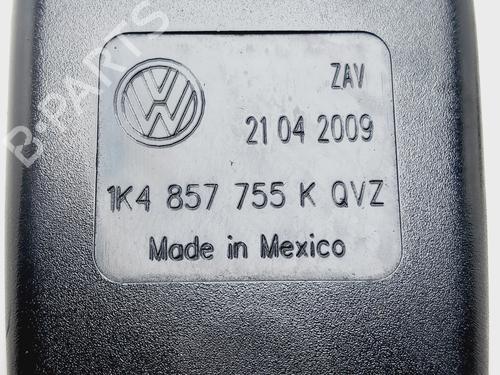 ZAV
21 04 2009
1K4 857 755 K QVZ
Made in Mexico
B-PARTS